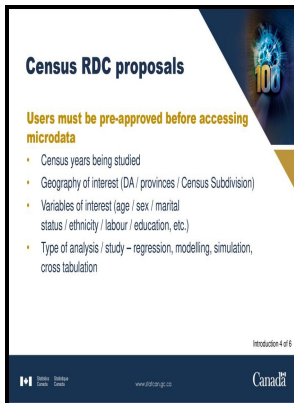 Census RDC proposals
100
Users must be pre-approved before accessing
microdata
• Census years being studied
• Geography of interest (DA / provinces / Census Subdivision)
• Variables of interest (age / sex / marital
status / ethnicity / labour / education, etc.)
• Type of analysis / study – regression, modelling, simulation,
cross tabulation
Introduction 4 of 6
Statistics Canada
Statistique Canada
www.statcan.gc.ca
Canada